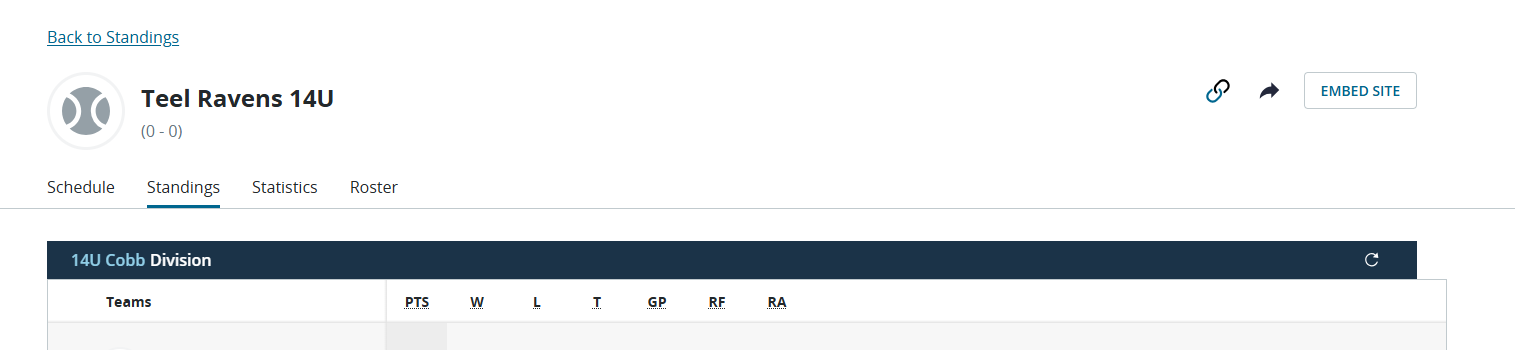 Back to Standings
Teel Ravens 14U
EMBED SITE
(0 - 0)
Schedule Standings Statistics Roster
14U Cobb Division
Teams PTS W L T GP RF RA